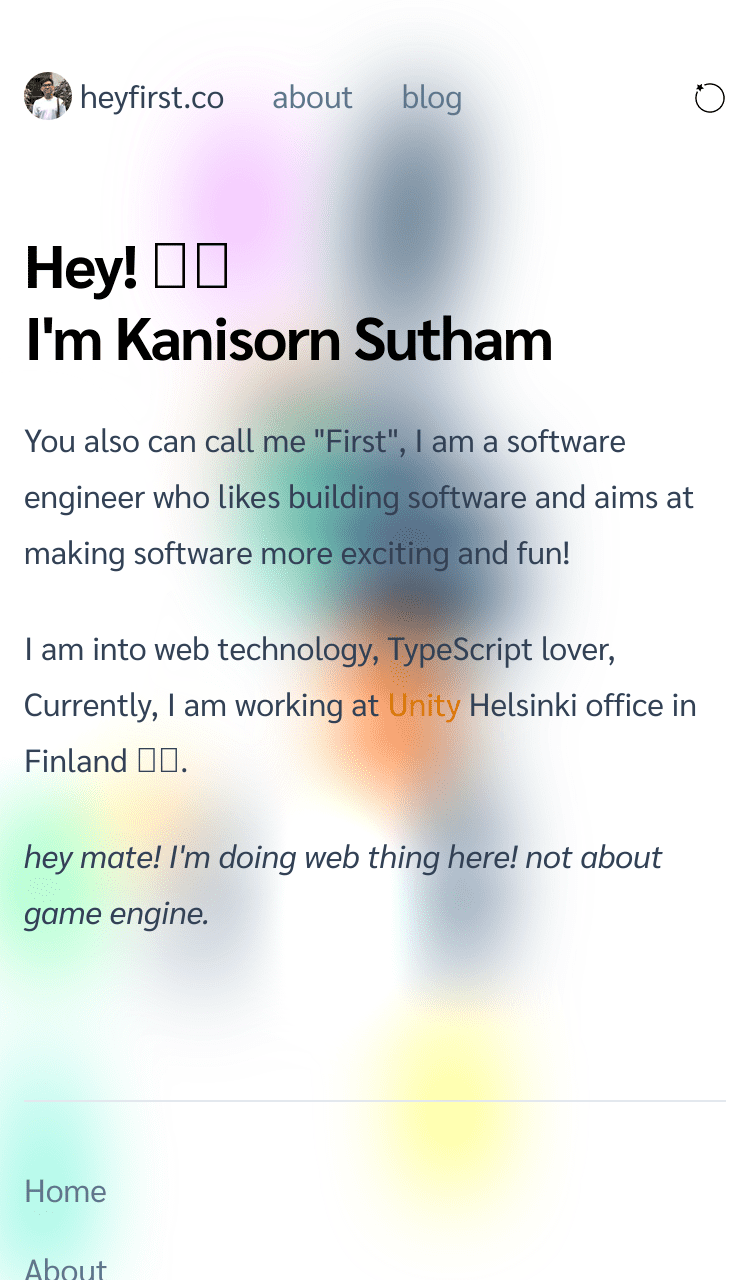 heyfirst.co about blog
Hey! 
I'm Kanisorn Sutham
You also can call me "First", I am a software
engineer who likes building software and aims at
making software more exciting and fun!
I am into web technology, TypeScript lover,
Currently, I am working at Unity Helsinki office in
Finland .
hey mate! I'm doing web thing here! not about
game engine.
Home
About